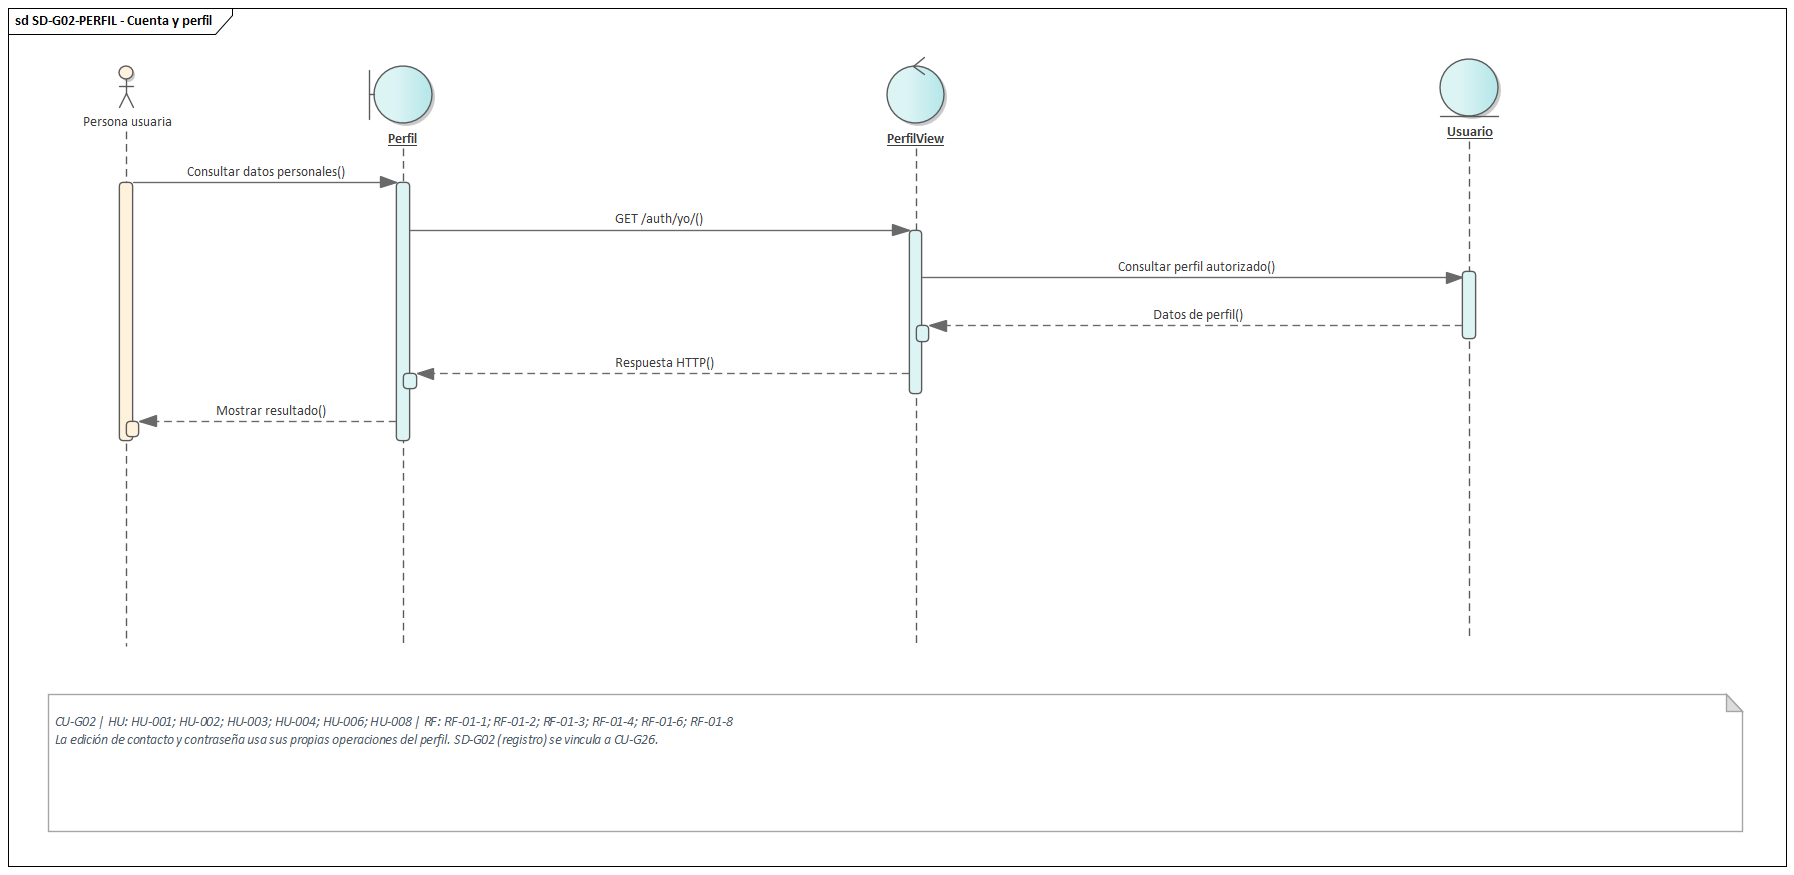 sd SD-G02-PERFIL - Cuenta y perfil
Persona usuaria
Perfil
PerfilView
Usuario
Consultar datos personales()
GET /auth/yo/()
Consultar perfil autorizado()
Datos de perfil()
Respuesta HTTP()
Mostrar resultado()
CU-G02 | HU: HU-001; HU-002; HU-003; HU-004; HU-006; HU-008 | RF: RF-01-1; RF-01-2; RF-01-3; RF-01-4; RF-01-6; RF-01-8
La edición de contacto y contraseña usa sus propias operaciones del perfil. SD-G02 (registro) se vincula a CU-G26.